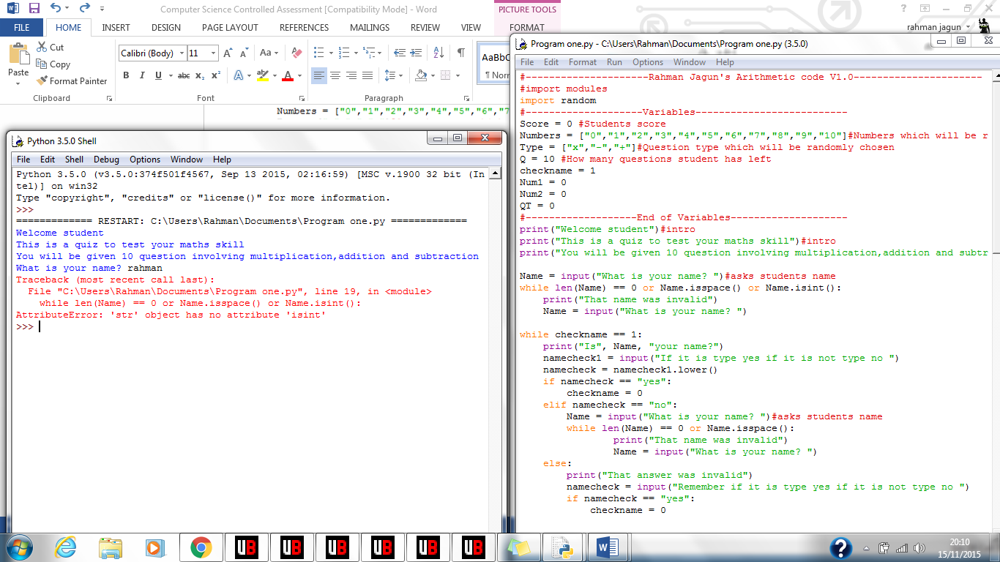 Computer Science Controlled Assessment [Compatibility Mode] - Word
PICTURE TOOLS
FILE HOME INSERT DESIGN PAGE LAYOUT REFERENCES MAILINGS REVIEW VIEW FORMAT
rahman jagun
Paste
Cut
Copy
Format Painter
Calibri (Body) 11
Aa
B I U abc x₂ x²
A ab A
AaBbC
¶ Norr
Clipboard Font Paragraph
Numbers = ["0","1","2","3","4","5","6","7
Python 3.5.0 Shell
File Edit Shell Debug Options Window Help
Python 3.5.0 (v3.5.0:374f501f4567, Sep 13 2015, 02:16:59) [MSC v.1900 32 bit (In
tel)] on win32
Type "copyright", "credits" or "license()" for more information.
>>>
============= RESTART: C:\Users\Rahman\Documents\Program one.py =============
Welcome student
This is a quiz to test your maths skill
You will be given 10 question involving multiplication,addition and subtraction
What is your name? rahman
Traceback (most recent call last):
  File "C:\Users\Rahman\Documents\Program one.py", line 19, in <module>
    while len(Name) == 0 or Name.isspace() or Name.isint():
AttributeError: 'str' object has no attribute 'isint'
>>>
Program one.py - C:\Users\Rahman\Documents\Program one.py (3.5.0)
File Edit Format Run Options Window Help
#---------------------Rahman Jagun's Arithmetic code V1.0----------------------
#import modules
import random
#--------------------Variables--------------------------
Score = 0 #Students score
Numbers = ["0","1","2","3","4","5","6","7","8","9","10"]#Numbers which will be r
Type = ["x","-","+"]#Question type which will be randomly chosen
Q = 10 #How many questions student has left
checkname = 1
Num1 = 0
Num2 = 0
QT = 0
#-------------------End of Variables--------------------
print("Welcome student")#intro
print("This is a quiz to test your maths skill")#intro
print("You will be given 10 question involving multiplication,addition and subtr
Name = input("What is your name? ")#asks students name
while len(Name) == 0 or Name.isspace() or Name.isint():
    print("That name was invalid")
    Name = input("What is your name? ")
while checkname == 1:
    print("Is", Name, "your name?")
    namecheck1 = input("If it is type yes if it is not type no ")
    namecheck = namecheck1.lower()
    if namecheck == "yes":
        checkname = 0
    elif namecheck == "no":
        Name = input("What is your name? ")#asks students name
        while len(Name) == 0 or Name.isspace():
                print("That name was invalid")
                Name = input("What is your name? ")
    else:
        print("That answer was invalid")
        namecheck = input("Remember if it is type yes if it is not type no ")
        if namecheck == "yes":
            checkname = 0
20:10
15/11/2015